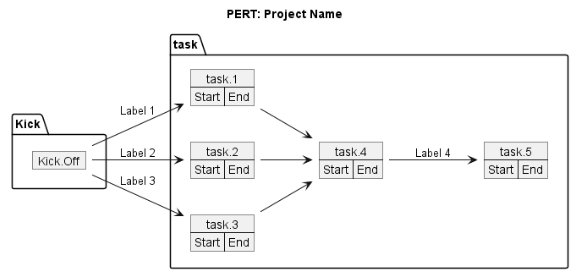 PERT: Project Name
task
task.1
Start End
Label 1
Kick
Kick.Off
Label 2
task.2
Start End
task.4
Start End
Label 4
task.5
Start End
Label 3
task.3
Start End